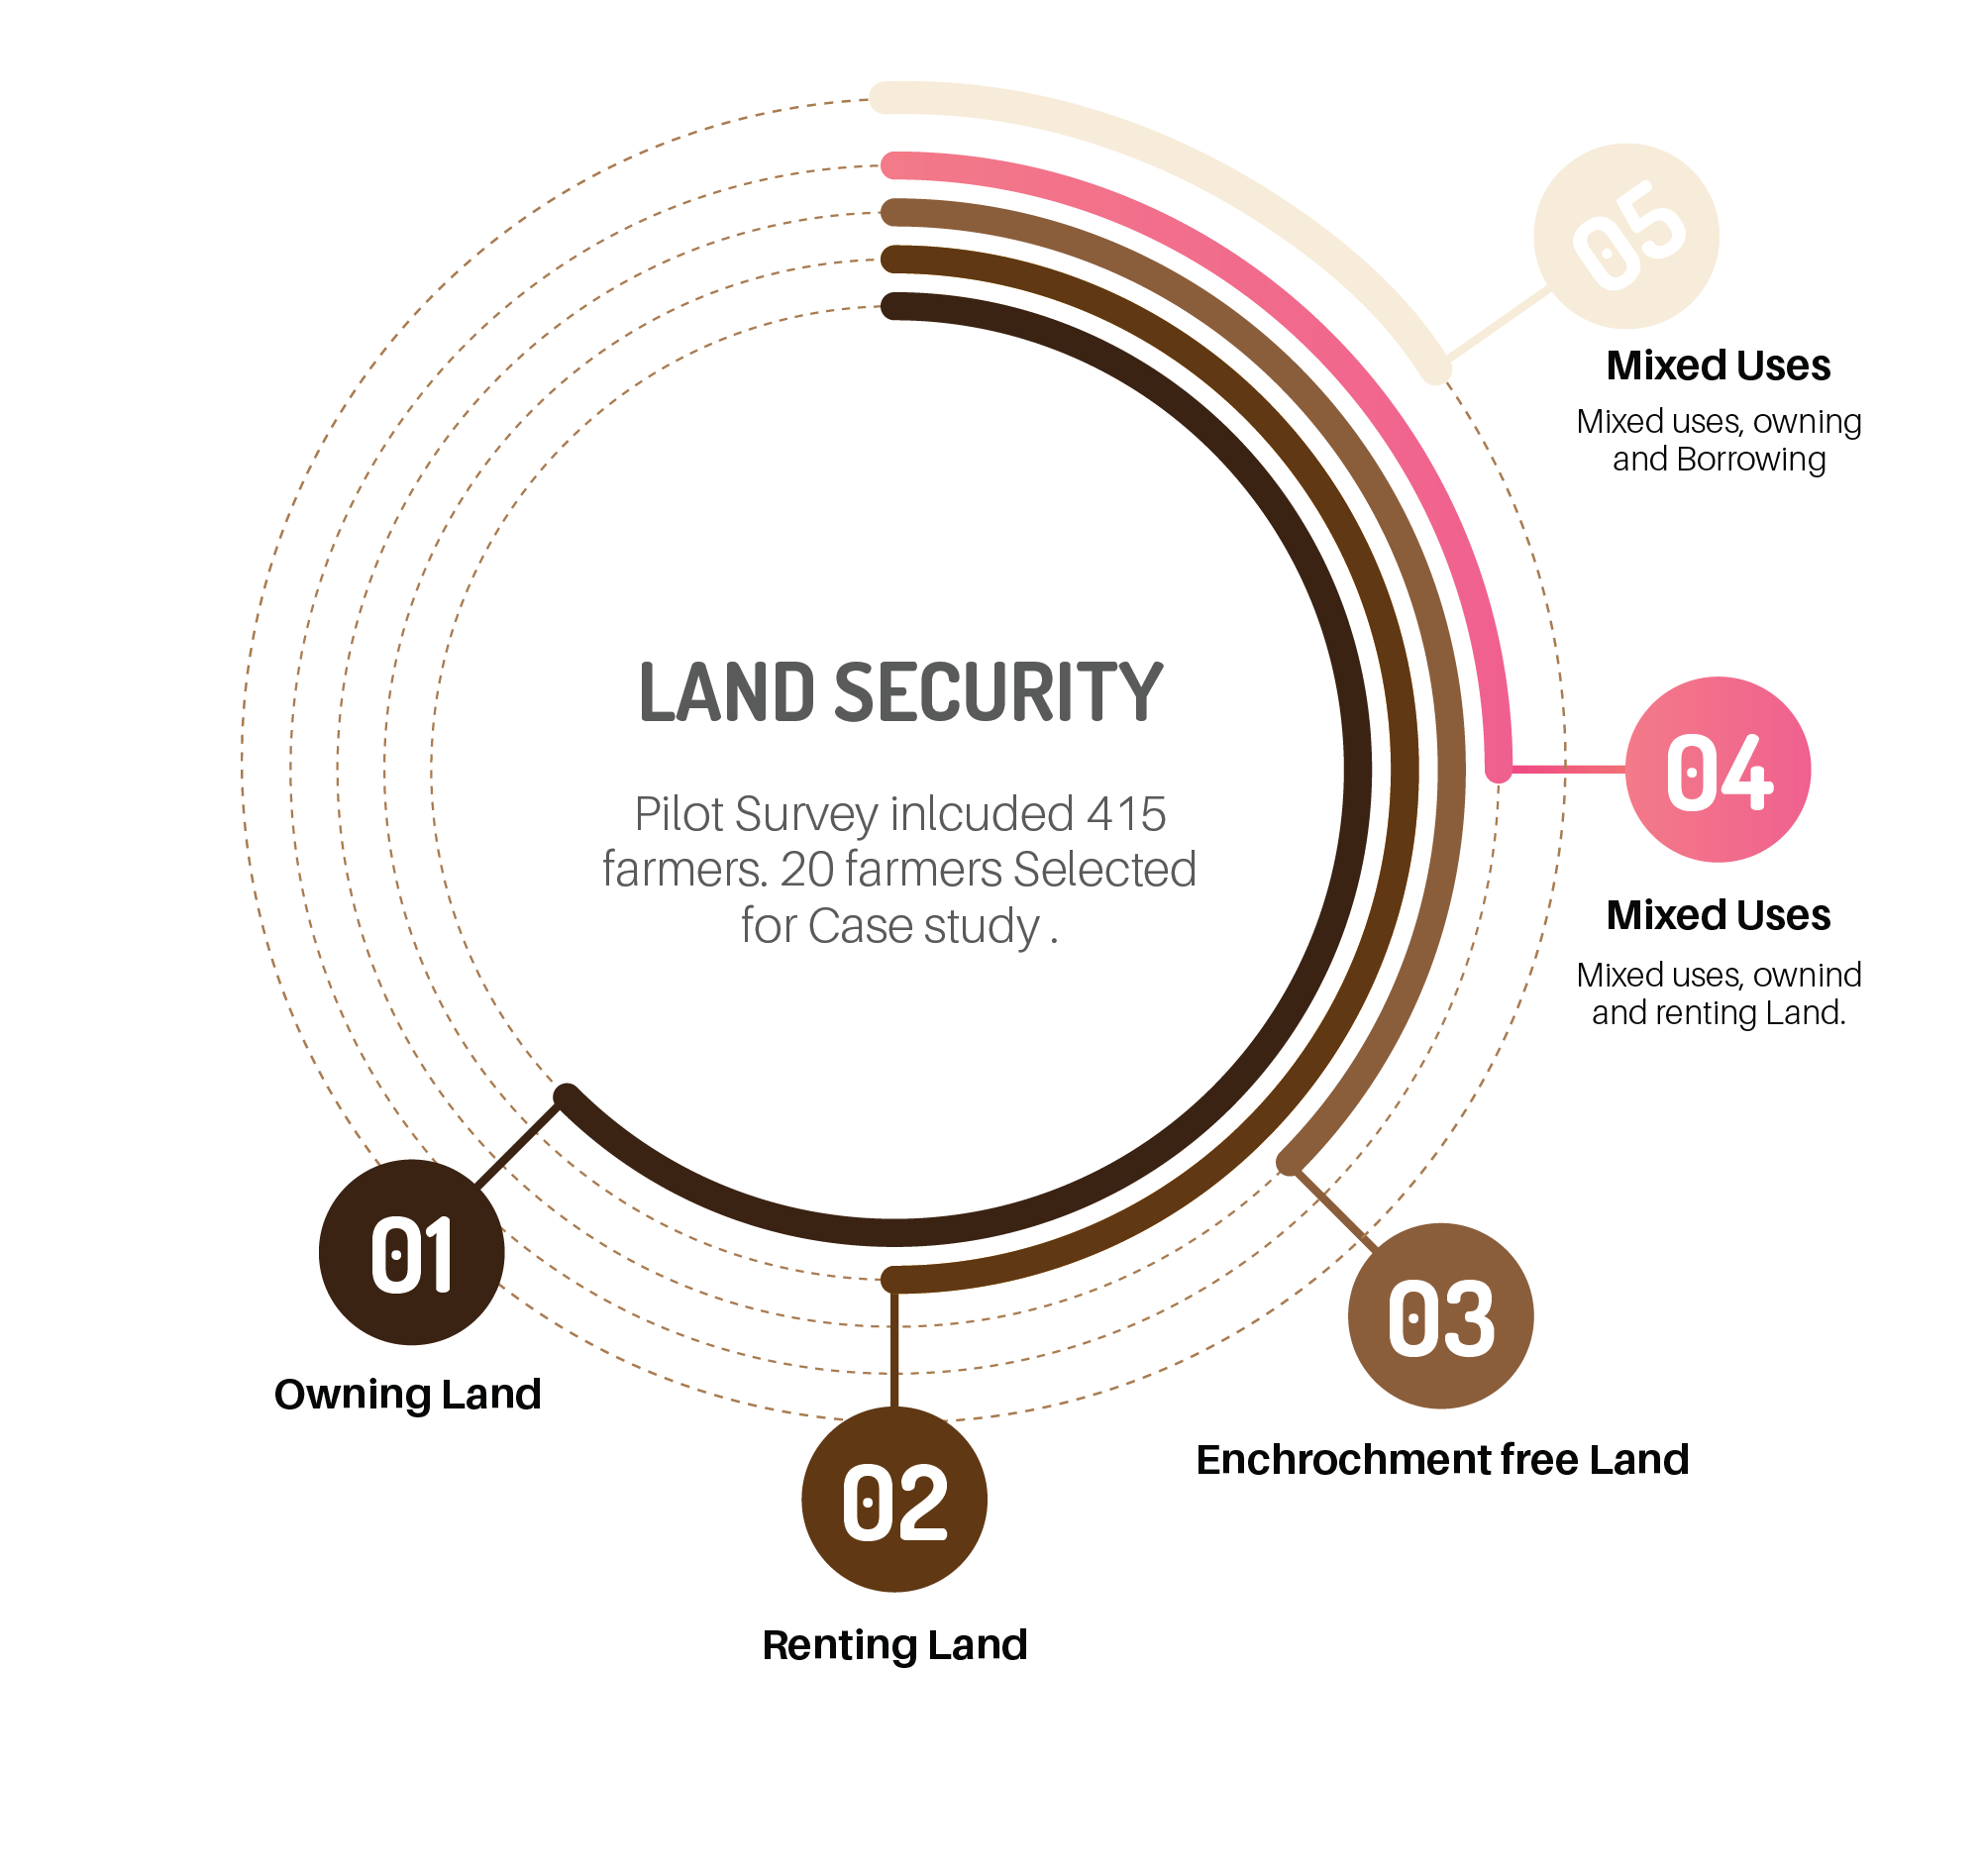 LAND SECURITY
Pilot Survey inlcuded 415
farmers. 20 farmers Selected
for Case study .
01
Owning Land
02
Renting Land
03
Enchrochment free Land
04
Mixed Uses
Mixed uses, ownind
and renting Land.
05
Mixed Uses
Mixed uses, owning
and Borrowing